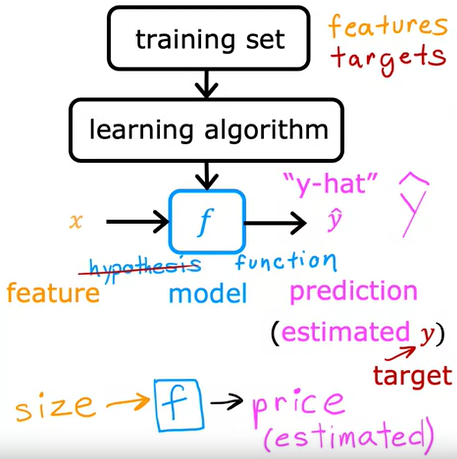 training set
features
targets
learning algorithm
"y-hat"
x
f
ŷ
ŷ
hypothesis function
feature model prediction
(estimated y)
target
size → f → price
(estimated)